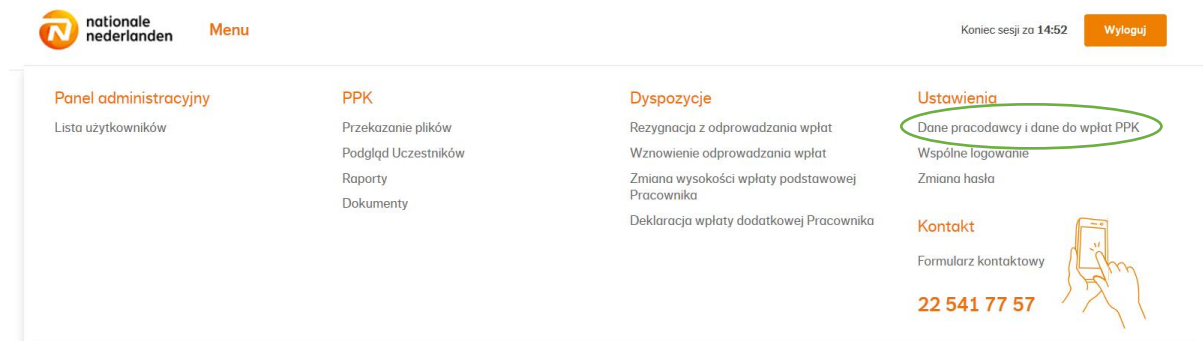 nationale
nederlanden
Menu
Koniec sesji za 14:52
Wyloguj
Panel administracyjny
Lista użytkowników
PPK
Przekazanie plików
Podgląd Uczestników
Raporty
Dokumenty
Dyspozycje
Rezygnacja z odprowadzania wpłat
Wznowienie odprowadzania wpłat
Zmiana wysokości wpłaty podstawowej
Pracownika
Deklaracja wpłaty dodatkowej Pracownika
Ustawienia
Dane pracodawcy i dane do wpłat PPK
Wspólne logowanie
Zmiana hasła
Kontakt
Formularz kontaktowy
22 541 77 57